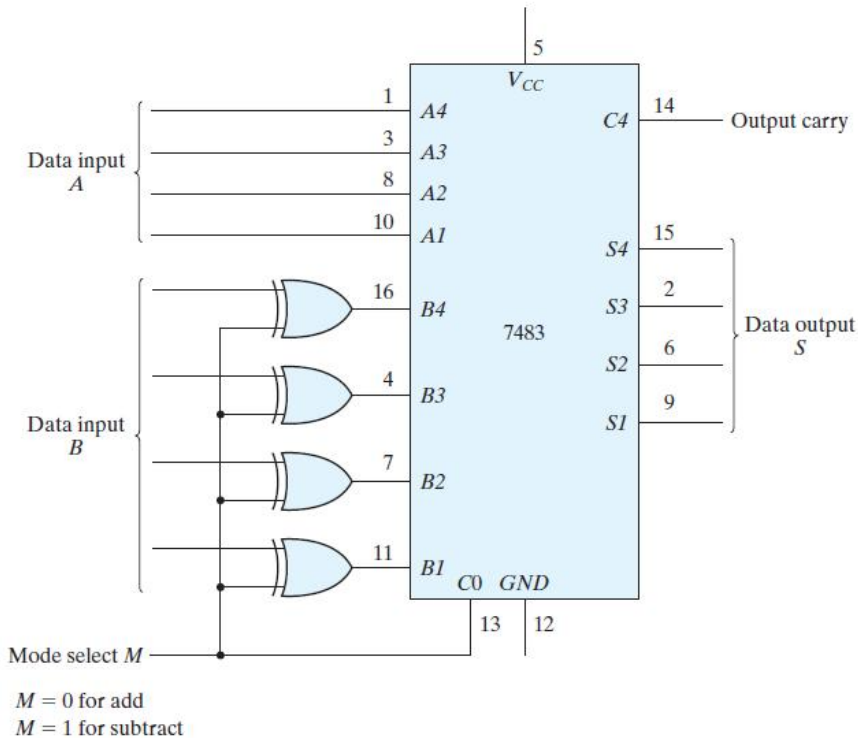 5
V_CC
1
A4
14
C4
Output carry
3
A3
Data input
A
8
A2
10
A1
15
S4
16
B4
2
S3
7483
Data output
S
6
S2
4
B3
9
S1
Data input
B
7
B2
11
B1
C0 GND
13
12
Mode select M
M = 0 for add
M = 1 for subtract